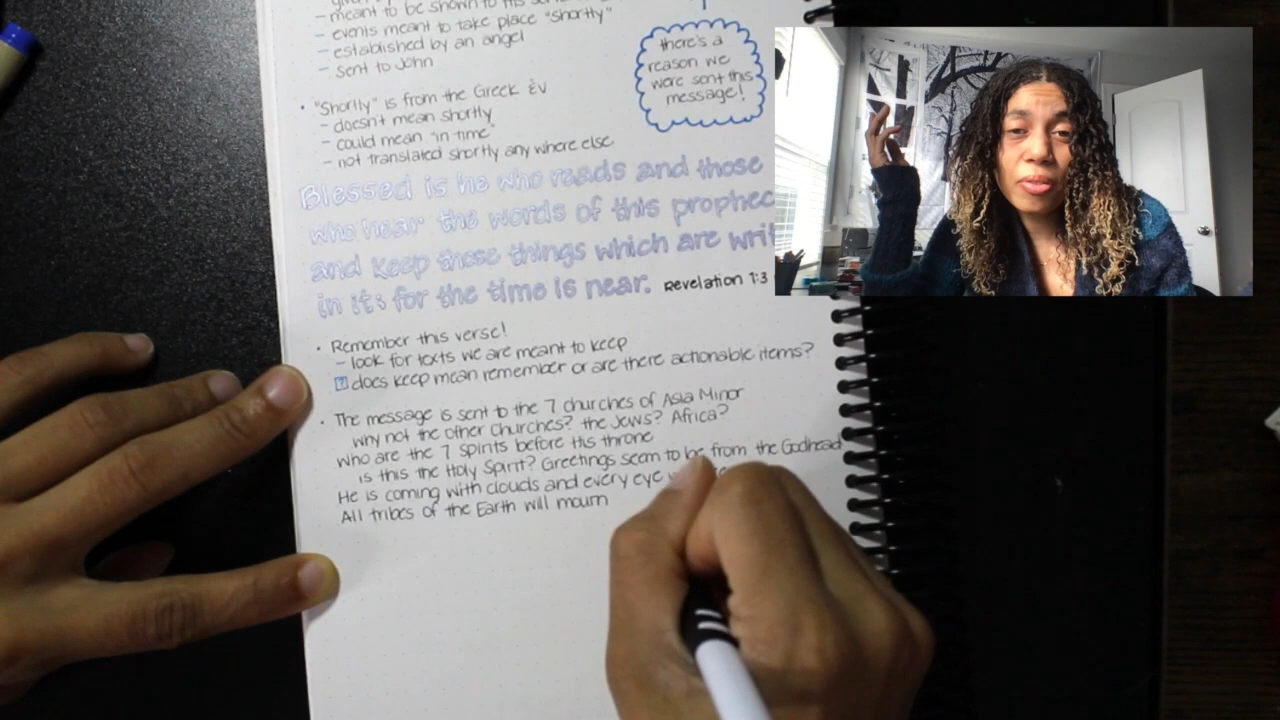 - meant to be shown to His
- events meant to take place "shortly"
- established by an angel
- sent to John
there's a
reason we
were sent this
message!
• "Shortly" is from the Greek ἐν
- doesn't mean shortly
- could mean "in time"
- not translated shortly any where else
Blessed is he who reads and those
who hear the words of this prophec
and keep those things which are writ
in it; for the time is near. Revelation 1:3
• Remember this verse!
- look for texts we are meant to keep
? does keep mean remember or are there actionable items?
• The message is sent to the 7 churches of Asia Minor
why not the other churches? the Jews? Africa?
who are the 7 spirits before His throne
is this the Holy Spirit? Greetings seem to be from the Godhead
He is coming with clouds and every eye
All tribes of the Earth will mourn